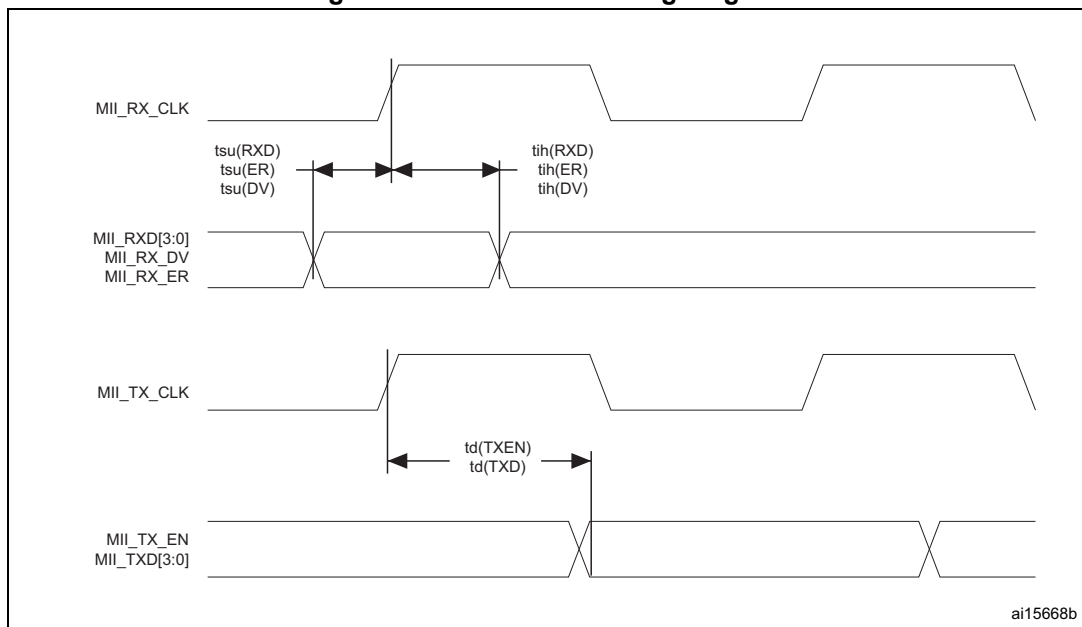 MII_RX_CLK
tsu(RXD)
tsu(ER)
tsu(DV)
tih(RXD)
tih(ER)
tih(DV)
MII_RXD[3:0]
MII_RX_DV
MII_RX_ER
MII_TX_CLK
td(TXEN)
td(TXD)
MII_TX_EN
MII_TXD[3:0]
ai15668b